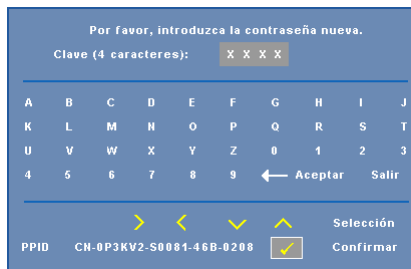 Por favor, introduzca la contraseña nueva.
Clave (4 caracteres): X X X X
A B C D E F G H I J
K L M N O P Q R S T
U V W X Y Z 0 1 2 3
4 5 6 7 8 9 ← Aceptar Salir
Selección
PPID CN-0P3KV2-S0081-46B-0208 ✓ Confirmar